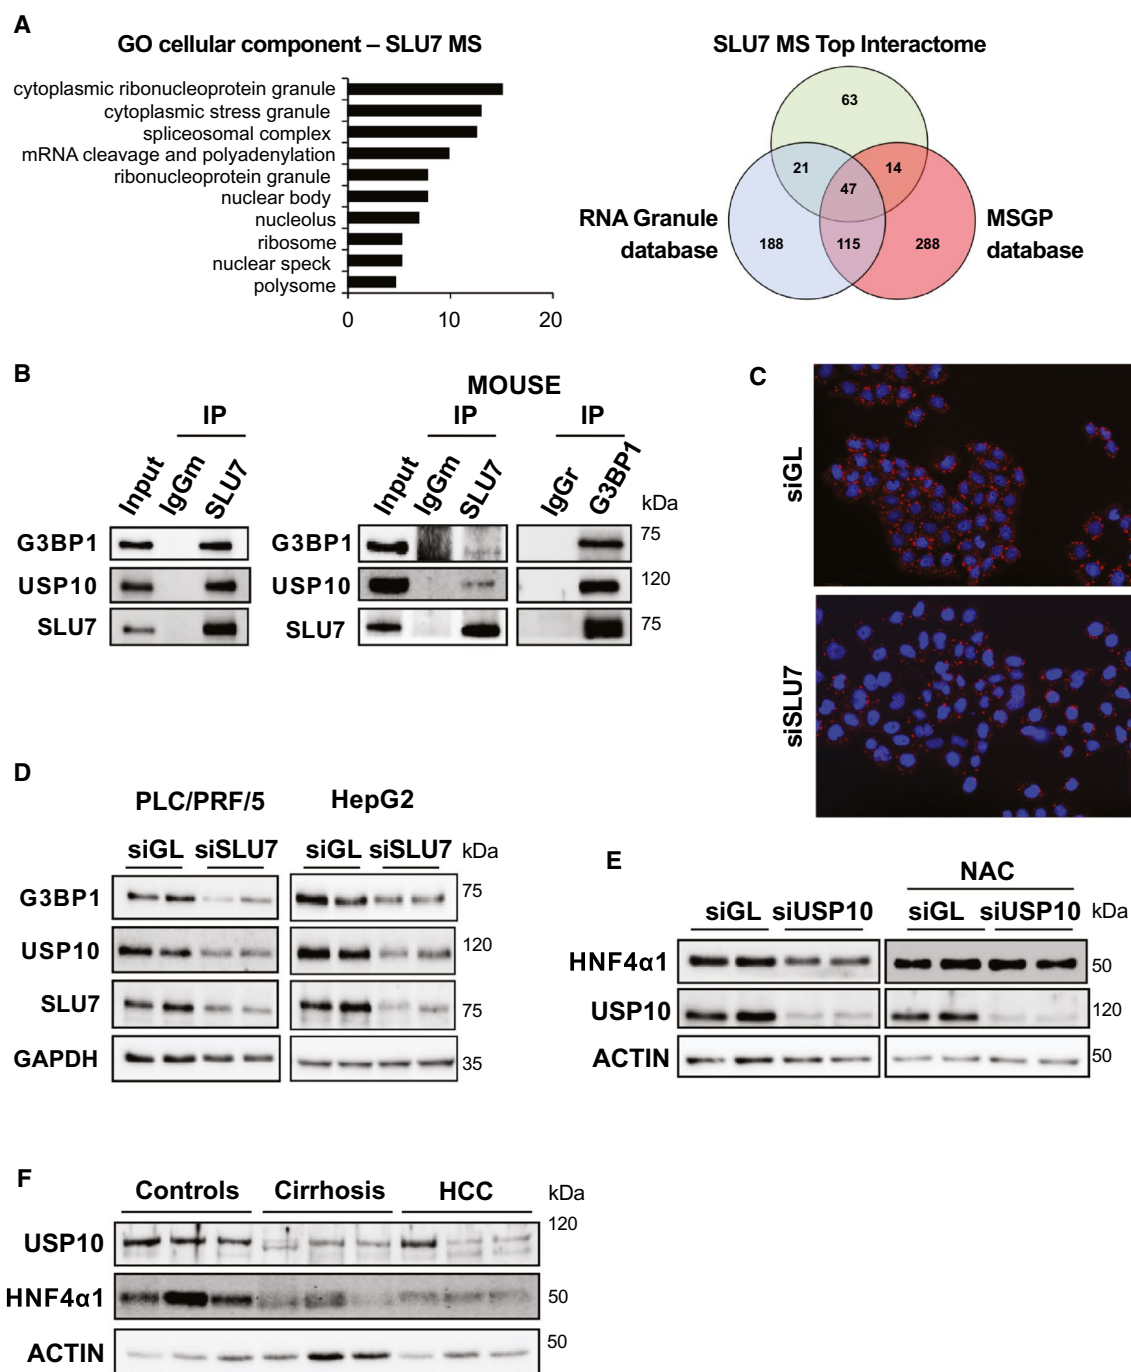 A
GO cellular component – SLU7 MS
cytoplasmic ribonucleoprotein granule
cytoplasmic stress granule
spliceosomal complex
mRNA cleavage and polyadenylation
ribonucleoprotein granule
nuclear body
nucleolus
ribosome
nuclear speck
polysome
0 10 20
SLU7 MS Top Interactome
63
21 14
47
RNA Granule database
188 115 288
MSGP database
B
IP
Input IgGm SLU7
G3BP1
USP10
SLU7
MOUSE
IP IP
Input IgGm SLU7 IgGr G3BP1
kDa
G3BP1 75
USP10 120
SLU7 75
C
siGL
siSLU7
D
PLC/PRF/5 HepG2
siGL siSLU7 siGL siSLU7 kDa
G3BP1 75
USP10 120
SLU7 75
GAPDH 35
E
NAC
siGL siUSP10 siGL siUSP10 kDa
HNF4α1 50
USP10 120
ACTIN 50
F
Controls Cirrhosis HCC kDa
USP10 120
HNF4α1 50
ACTIN 50